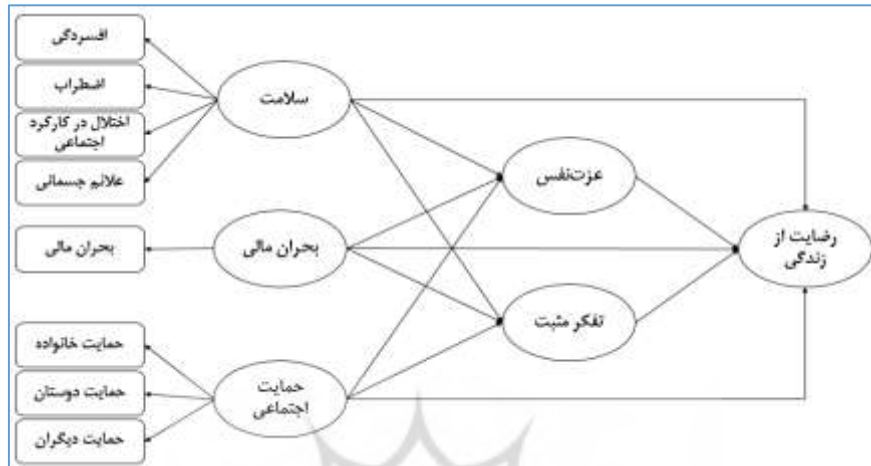 افسردگی
اضطراب
اختلال در کارکرد
اجتماعی
علائم جسمانی
بحران مالی
حمایت خانواده
حمایت دوستان
حمایت دیگران
سلامت
بحران مالی
حمایت
اجتماعی
عزت‌نفس
تفکر مثبت
رضایت از
زندگی